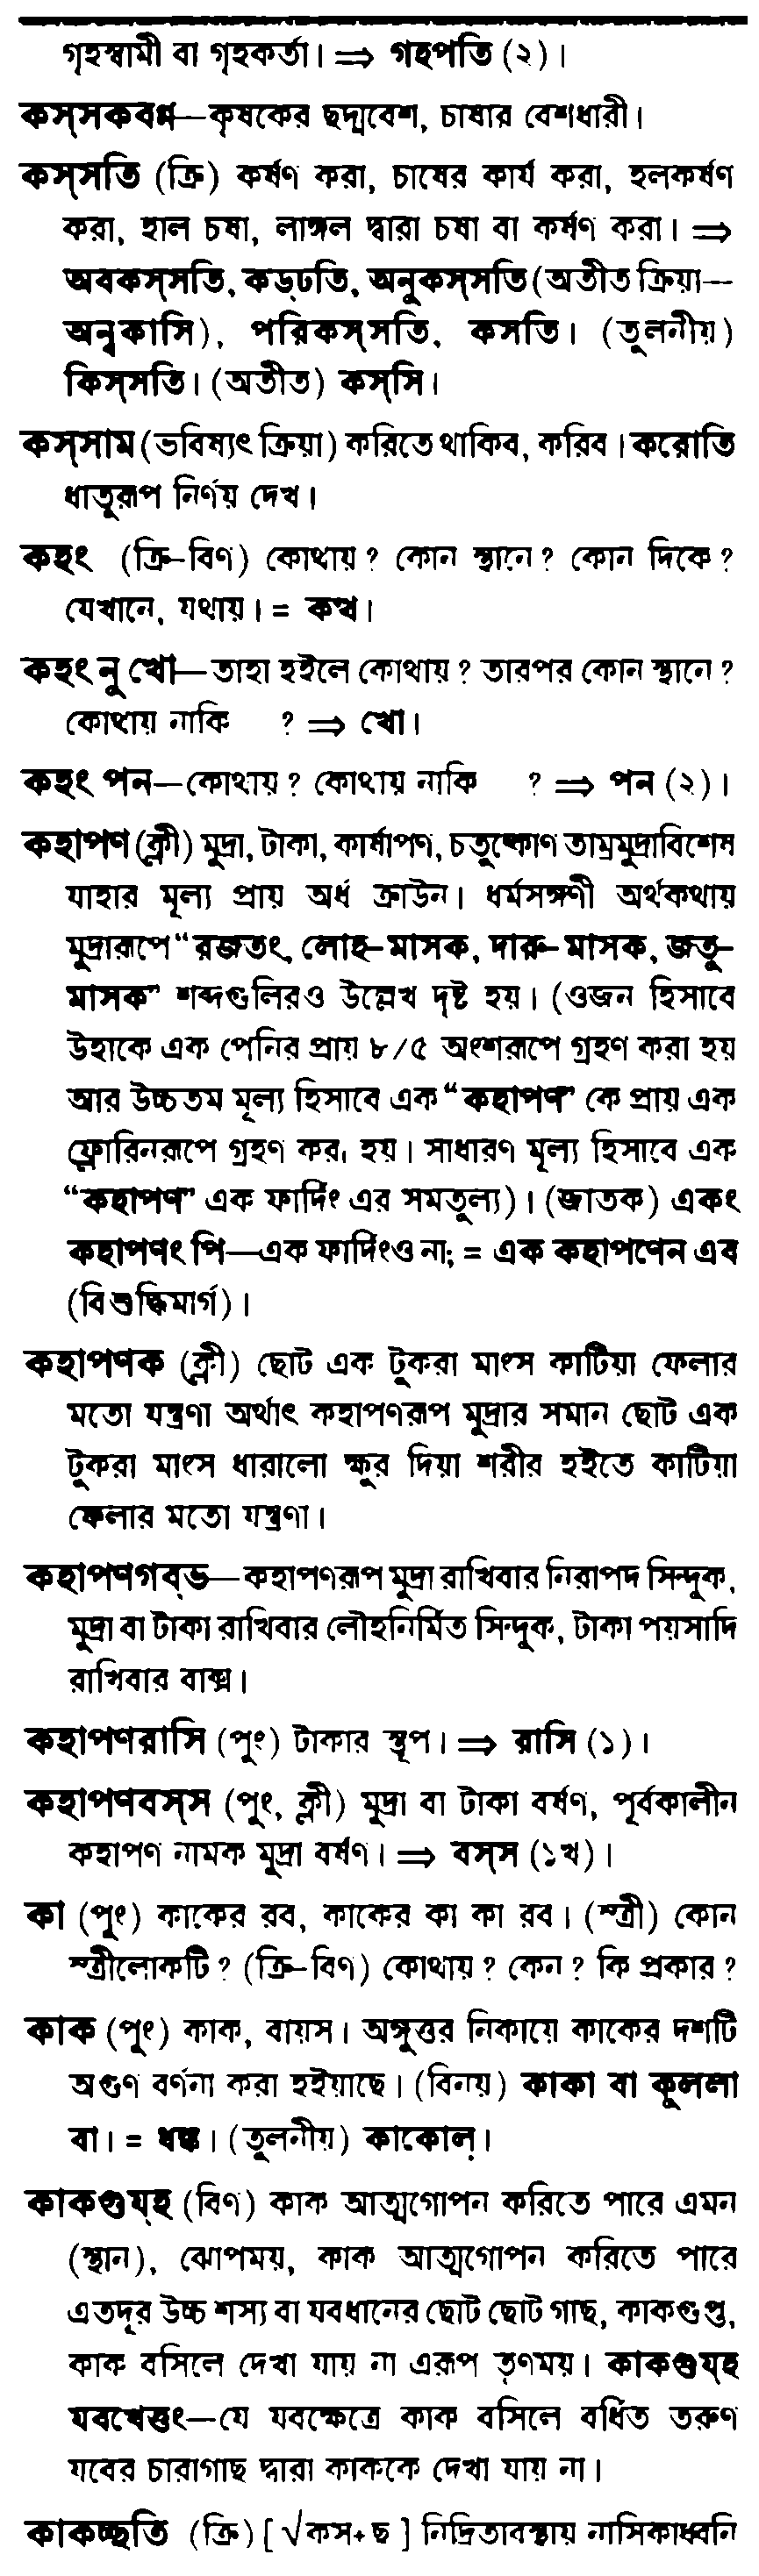 গৃহস্বামী বা গৃহকর্তা। ⇒ গহপতি (২)।
কস্সকবণ্ণ—কৃষকের ছদ্মবেশ, চাষার বেশধারী।
কস্সতি (ক্রি) কর্ষণ করা, চাষের কার্য করা, হলকর্ষণ
করা, হাল চষা, লাঙ্গল দ্বারা চষা বা কর্ষণ করা। ⇒
অবকস্সতি, কড্ঢতি, অনুকস্সতি (অতীত ক্রিয়া—
অন্বকাসি), পরিকস্সতি, কসতি। (তুলনীয়)
কিস্সতি। (অতীত) কস্সি।
কস্সাম (ভবিষ্যৎ ক্রিয়া) করিতে থাকিব, করিব। করোতি
ধাতুরূপ নির্ণয় দেখ।
কহং (ক্রি-বিণ) কোথায়? কোন স্থানে? কোন দিকে?
যেখানে, যথায়। = কত্থ।
কহং নু খো—তাহা হইলে কোথায়? তারপর কোন স্থানে?
কোথায় নাকি ? ⇒ খো।
কহং পন—কোথায়? কোথায় নাকি ? ⇒ পন (২)।
কহাপণ (ক্লী) মুদ্রা, টাকা, কার্ষাপণ, চতুষ্কোণ তাম্রমুদ্রাবিশেষ
যাহার মূল্য প্রায় অর্ধ ক্রাউন। ধর্মসঙ্গণী অর্থকথায়
মুদ্রারূপে “রজতং, লোহ-মাসক, দারু-মাসক, জতু-
মাসক” শব্দগুলিরও উল্লেখ দৃষ্ট হয়। (ওজন হিসাবে
উহাকে এক পেনির প্রায় ৮/৫ অংশরূপে গ্রহণ করা হয়
আর উচ্চতম মূল্য হিসাবে এক “কহাপণ” কে প্রায় এক
ফ্লোরিনরূপে গ্রহণ করা হয়। সাধারণ মূল্য হিসাবে এক
“কহাপণ” এক ফার্দিং এর সমতুল্য)। (জাতক) একং
কহাপণং পি—এক ফার্দিংও না; = এক কহাপণেন এব
(বিশুদ্ধিমার্গ)।
কহাপণক (ক্লী) ছোট এক টুকরা মাংস কাটিয়া ফেলার
মতো যন্ত্রণা অর্থাৎ কহাপণরূপ মুদ্রার সমান ছোট এক
টুকরা মাংস ধারালো ক্ষুর দিয়া শরীর হইতে কাটিয়া
ফেলার মতো যন্ত্রণা।
কহাপণগব্ভ—কহাপণরূপ মুদ্রা রাখিবার নিরাপদ সিন্দুক,
মুদ্রা বা টাকা রাখিবার লৌহনির্মিত সিন্দুক, টাকা পয়সাদি
রাখিবার বাক্স।
কহাপণরাসি (পুং) টাকার স্তূপ। ⇒ রাসি (১)।
কহাপণবস্স (পুং, ক্লী) মুদ্রা বা টাকা বর্ষণ, পূর্বকালীন
কহাপণ নামক মুদ্রা বর্ষণ। ⇒ বস্স (১খ)।
কা (পুং) কাকের রব, কাকের কা কা রব। (স্ত্রী) কোন
স্ত্রীলোকটি? (ক্রি-বিণ) কোথায়? কেন? কি প্রকার?
কাক (পুং) কাক, বায়স। অঙ্গুত্তর নিকায়ে কাকের দশটি
অগুণ বর্ণনা করা হইয়াছে। (বিনয়) কাকা বা কুললা
বা। = ধঙ্ক। (তুলনীয়) কাকোল্।
কাকগুয্হ (বিণ) কাক আত্মগোপন করিতে পারে এমন
(স্থান), ঝোপময়, কাক আত্মগোপন করিতে পারে
এতদূর উচ্চ শস্য বা যবধানের ছোট ছোট গাছ, কাকগুপ্ত,
কাক বসিলে দেখা যায় না এরূপ তৃণময়। কাকগুয্হ
যবখেত্তং—যে যবক্ষেত্রে কাক বসিলে বর্ধিত তরুণ
যবের চারাগাছ দ্বারা কাককে দেখা যায় না।
কাকচ্ছতি (ক্রি) [√কস+ছ] নিদ্রিতাবস্থায় নাসিকাধ্বনি